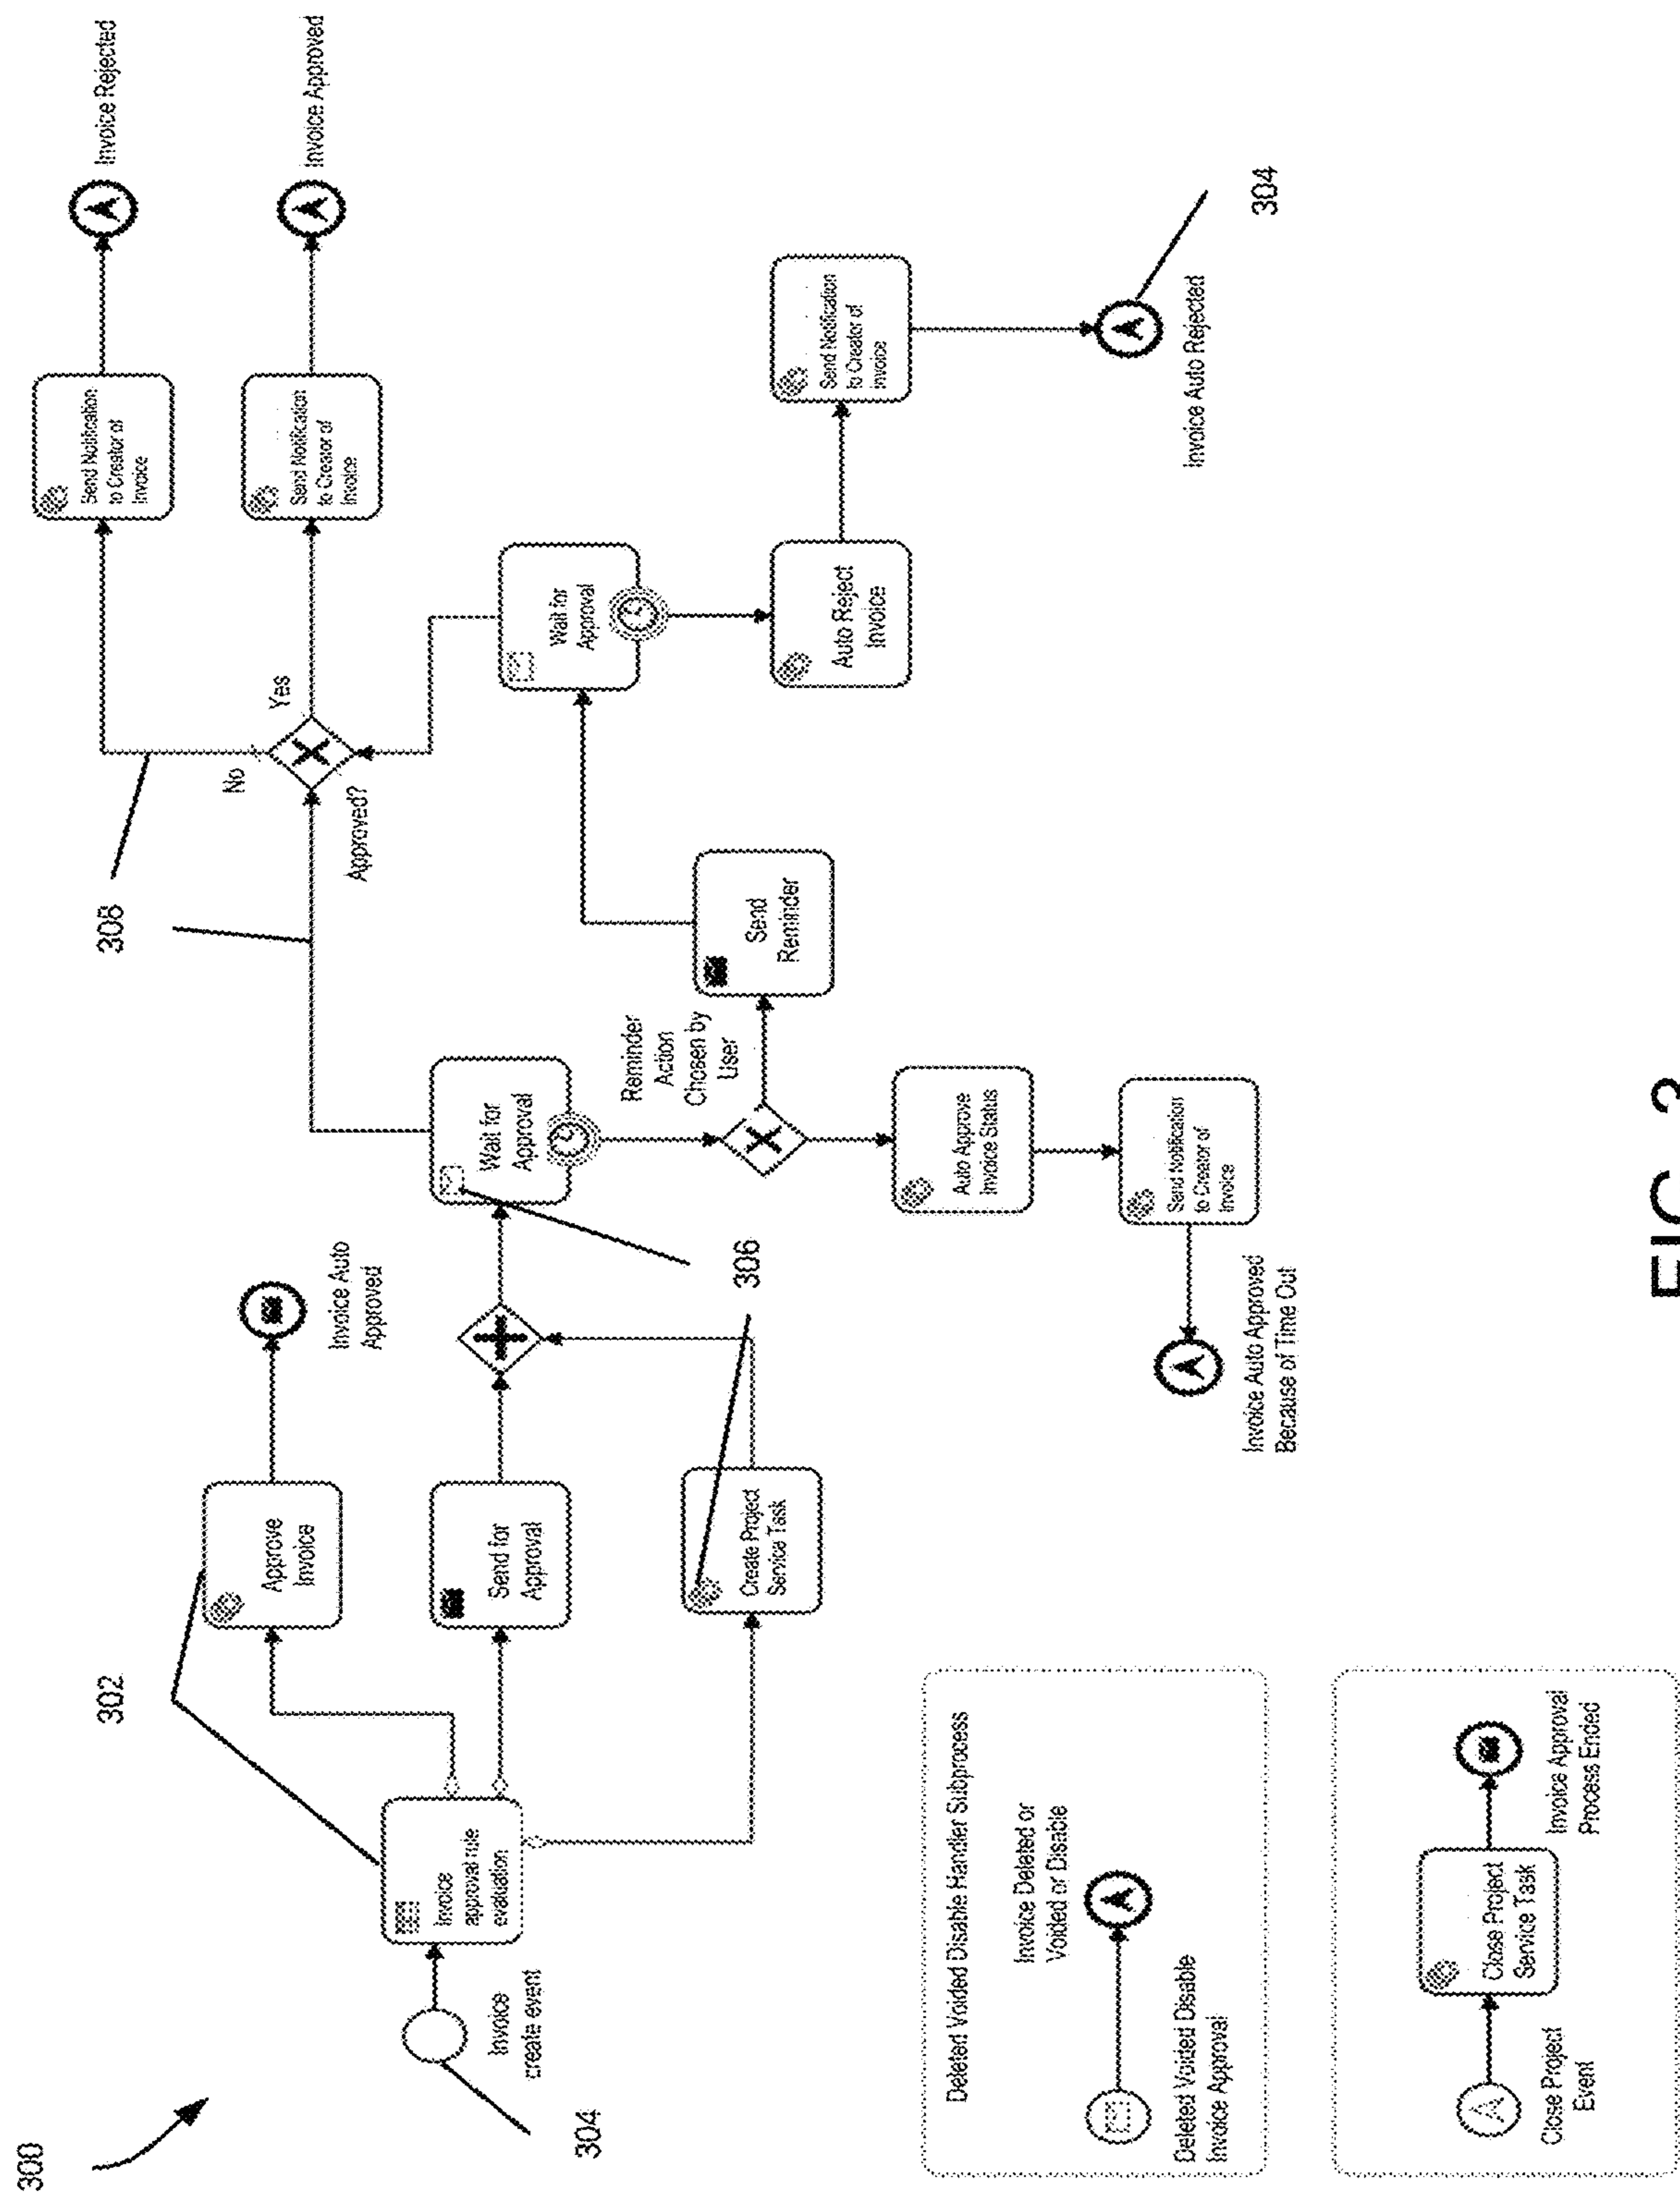 300
304
Invoice
create event
Invoice
approval rule
evaluation
302
Approve
Invoice
Invoice Auto
Approved
Send for
Approval
Create Project
Service Task
306
Wait for
Approval
308
Approved?
No
Yes
Send Notification
to Creator of
Invoice
Invoice Rejected
Send Notification
to Creator of
Invoice
Invoice Approved
Reminder
Action
Chosen by
User
Send
Reminder
Wait for
Approval
Auto Reject
Invoice
Send Notification
to Creator of
Invoice
Invoice Auto Rejected
304
Auto Approve
Invoice Status
Send Notification
to Creator of
Invoice
Invoice Auto Approved
Because of Time Out
Deleted Voided Disable Handler Subprocess
Deleted Voided Disable
Invoice Approval
Invoice Deleted or
Voided or Disable
Close Project
Event
Close Project
Service Task
Invoice Approval
Process Ended
FIG. 3